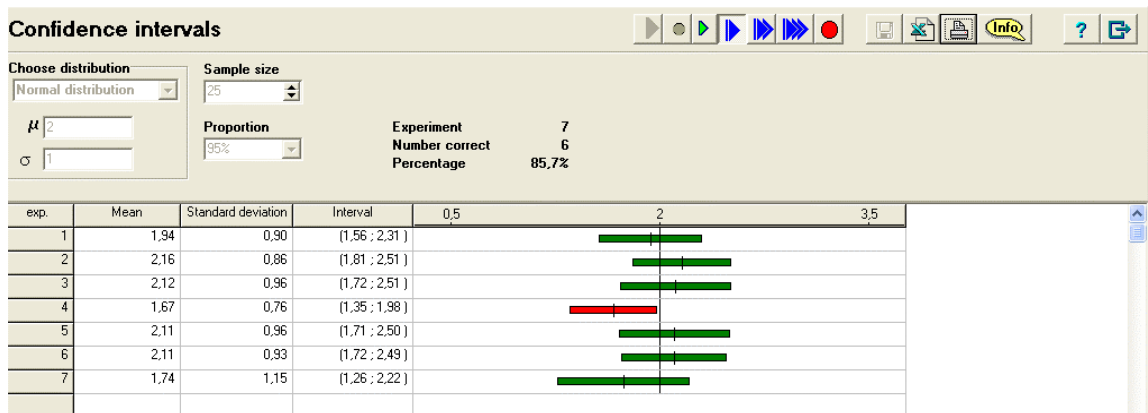 Confidence intervals
Info
?
Choose distribution
Normal distribution
μ 2
σ 1
Sample size
25
Proportion
95%
Experiment 7
Number correct 6
Percentage 85,7%
exp. Mean Standard deviation Interval 0,5 2 3,5
1 1,94 0,90 (1,56 ; 2,31 )
2 2,16 0,86 (1,81 ; 2,51 )
3 2,12 0,96 (1,72 ; 2,51 )
4 1,67 0,76 (1,35 ; 1,98 )
5 2,11 0,96 (1,71 ; 2,50 )
6 2,11 0,93 (1,72 ; 2,49 )
7 1,74 1,15 (1,26 ; 2,22 )